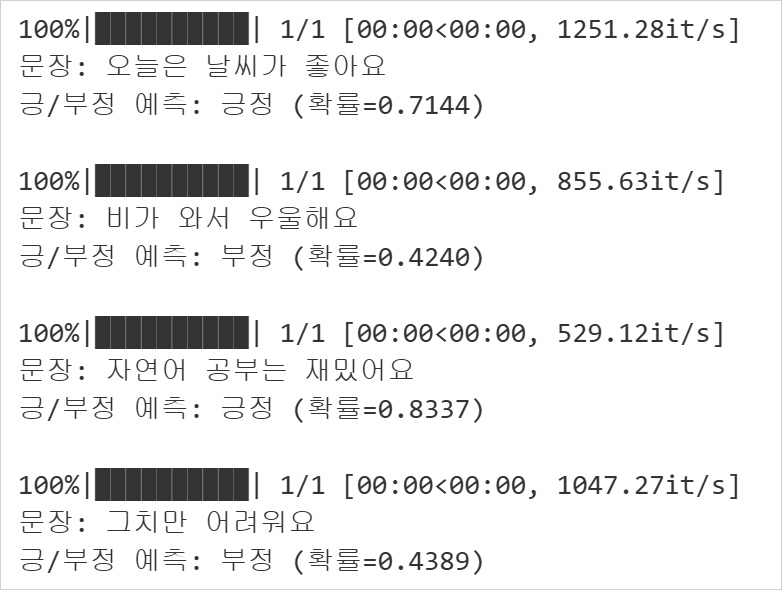 100%|██████████| 1/1 [00:00<00:00, 1251.28it/s]
문장: 오늘은 날씨가 좋아요
긍/부정 예측: 긍정 (확률=0.7144)
100%|██████████| 1/1 [00:00<00:00, 855.63it/s]
문장: 비가 와서 우울해요
긍/부정 예측: 부정 (확률=0.4240)
100%|██████████| 1/1 [00:00<00:00, 529.12it/s]
문장: 자연어 공부는 재밌어요
긍/부정 예측: 긍정 (확률=0.8337)
100%|██████████| 1/1 [00:00<00:00, 1047.27it/s]
문장: 그치만 어려워요
긍/부정 예측: 부정 (확률=0.4389)